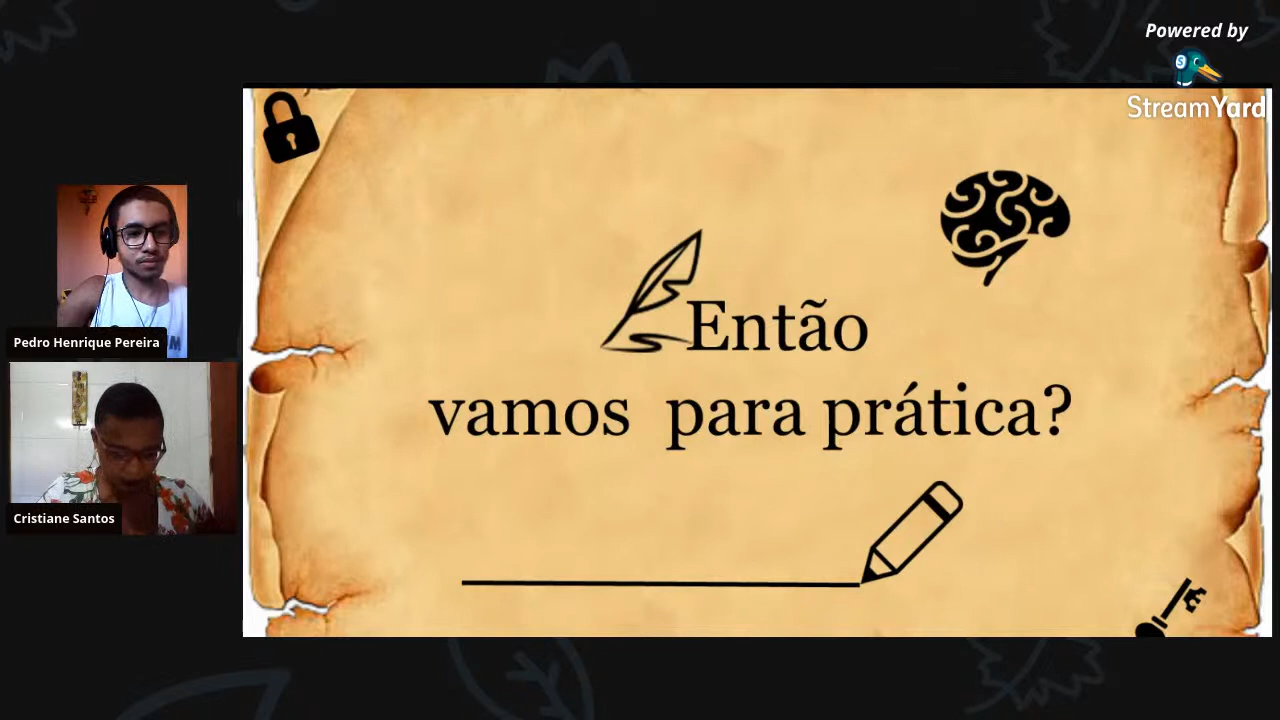 Powered by
StreamYard
Então
vamos para prática?
Pedro Henrique Pereira
Cristiane Santos